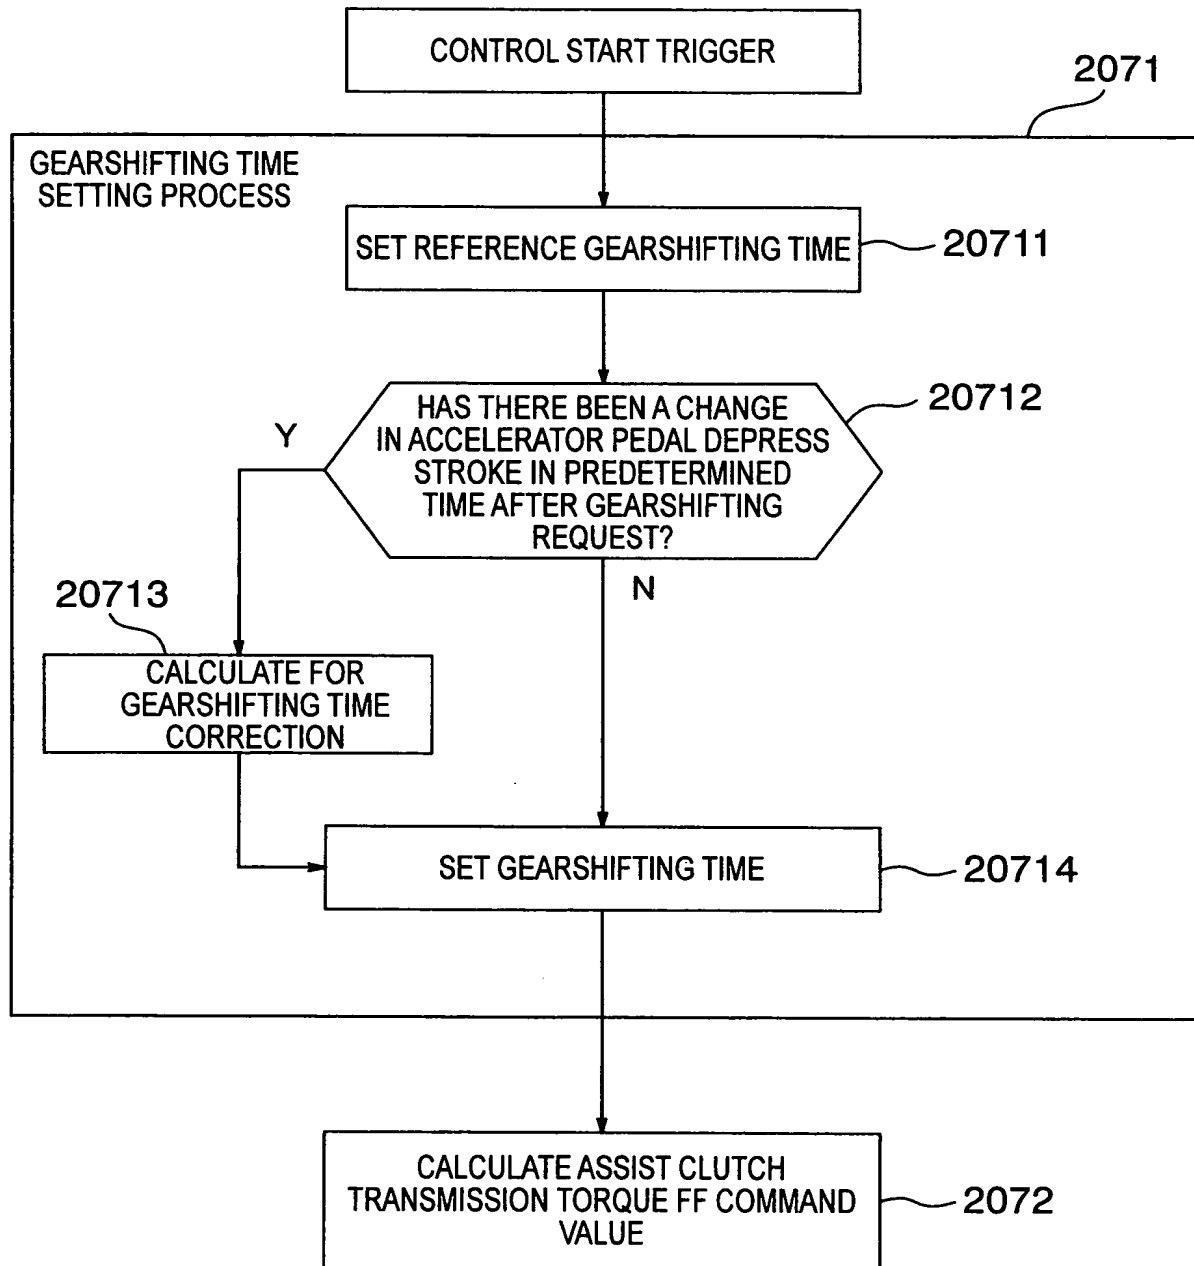 CONTROL START TRIGGER
2071
GEARSHIFTING TIME
SETTING PROCESS
SET REFERENCE GEARSHIFTING TIME
20711
HAS THERE BEEN A CHANGE
IN ACCELERATOR PEDAL DEPRESS
STROKE IN PREDETERMINED
TIME AFTER GEARSHIFTING
REQUEST?
20712
Y
N
20713
CALCULATE FOR
GEARSHIFTING TIME
CORRECTION
SET GEARSHIFTING TIME
20714
CALCULATE ASSIST CLUTCH
TRANSMISSION TORQUE FF COMMAND
VALUE
2072